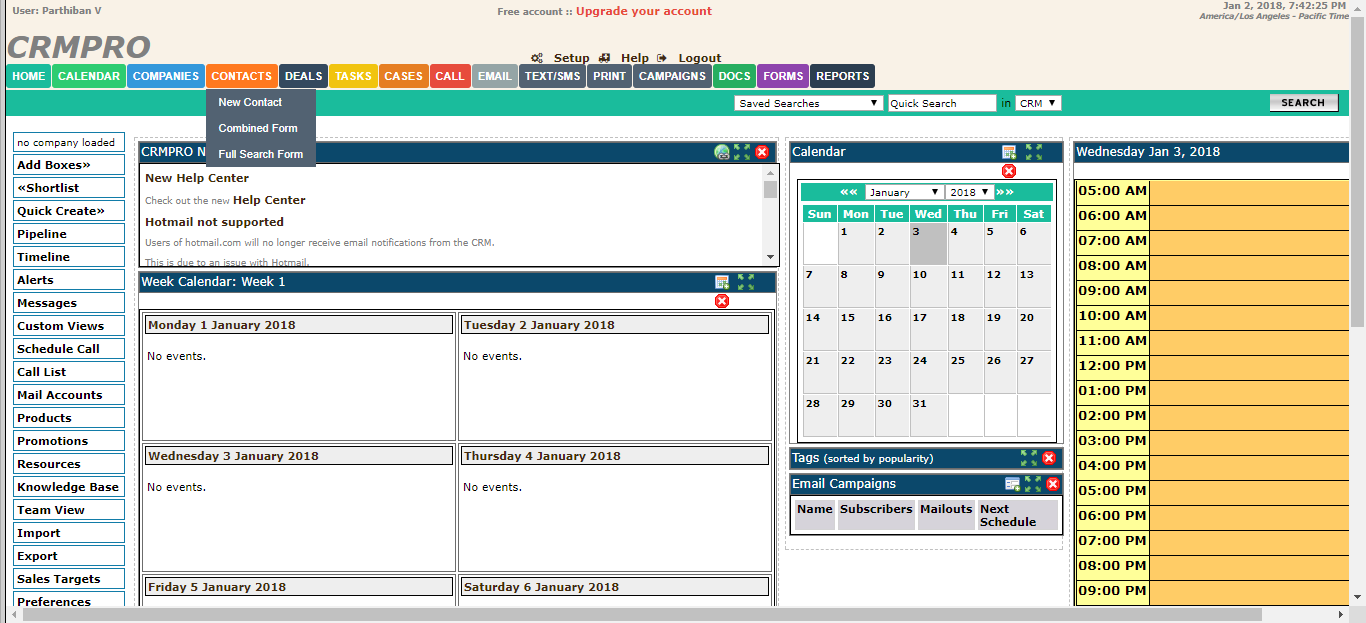 User: Parthiban V
Free account :: Upgrade your account
Jan 2, 2018, 7:42:25 PM
America/Los Angeles - Pacific Time
CRMPRO
Setup Help Logout
HOME CALENDAR COMPANIES CONTACTS DEALS TASKS CASES CALL EMAIL TEXT/SMS PRINT CAMPAIGNS DOCS FORMS REPORTS
New Contact
Combined Form
Full Search Form
Saved Searches Quick Search in CRM SEARCH
no company loaded
Add Boxes»
«Shortlist
Quick Create»
Pipeline
Timeline
Alerts
Messages
Custom Views
Schedule Call
Call List
Mail Accounts
Products
Promotions
Resources
Knowledge Base
Team View
Import
Export
Sales Targets
Preferences
CRMPRO N
New Help Center
Check out the new Help Center
Hotmail not supported
Users of hotmail.com will no longer receive email notifications from the CRM.
This is due to an issue with Hotmail.
Week Calendar: Week 1
Monday 1 January 2018
No events.
Tuesday 2 January 2018
No events.
Wednesday 3 January 2018
No events.
Thursday 4 January 2018
No events.
Friday 5 January 2018
Saturday 6 January 2018
Calendar
«« January 2018 »»
Sun Mon Tue Wed Thu Fri Sat
1 2 3 4 5 6
7 8 9 10 11 12 13
14 15 16 17 18 19 20
21 22 23 24 25 26 27
28 29 30 31
Tags (sorted by popularity)
Email Campaigns
Name Subscribers Mailouts Next
Schedule
Wednesday Jan 3, 2018
05:00 AM
06:00 AM
07:00 AM
08:00 AM
09:00 AM
10:00 AM
11:00 AM
12:00 PM
01:00 PM
02:00 PM
03:00 PM
04:00 PM
05:00 PM
06:00 PM
07:00 PM
08:00 PM
09:00 PM